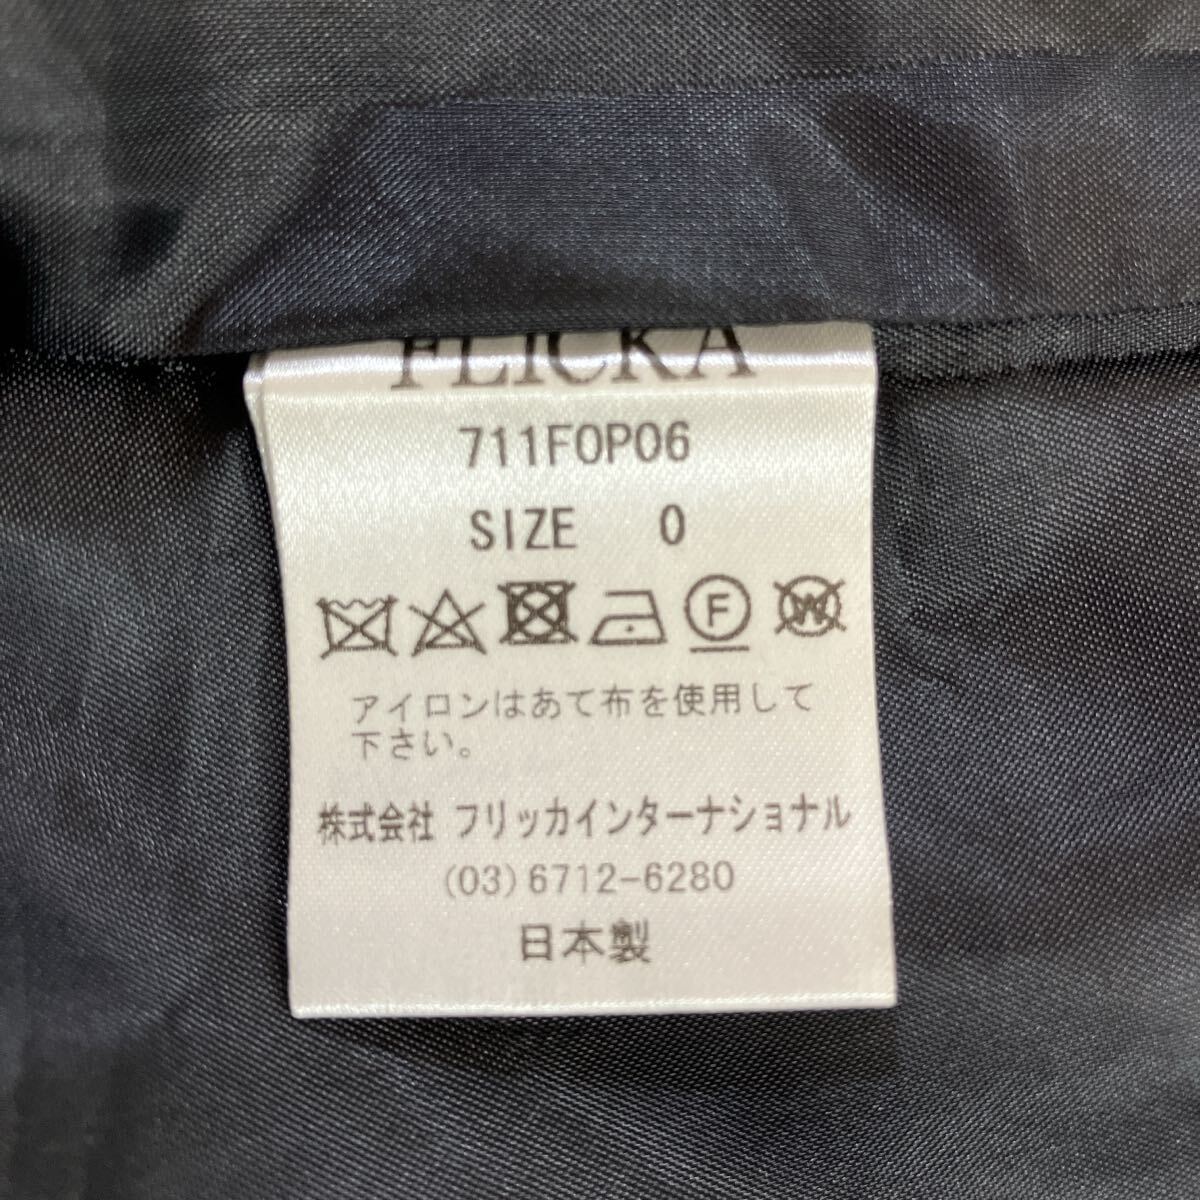 FLICKA
711FOP06
SIZE 0
F
W
アイロンはあて布を使用して
下さい。
株式会社 フリッカインターナショナル
(03)6712-6280
日本製